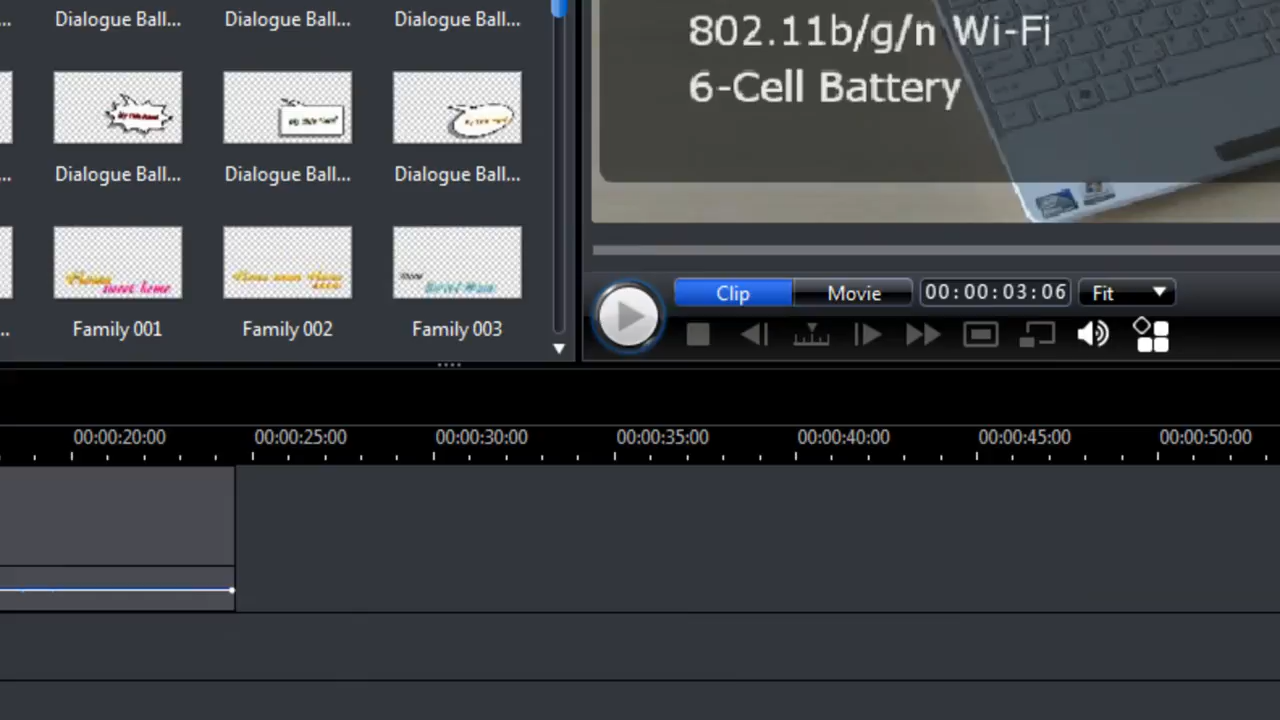 Dialogue Ball... Dialogue Ball... Dialogue Ball...
802.11b/g/n Wi-Fi
6-Cell Battery
... Dialogue Ball... Dialogue Ball... Dialogue Ball...
... Family 001 Family 002 Family 003
Clip Movie 00:00:03:06 Fit
00:00:20:00 00:00:25:00 00:00:30:00 00:00:35:00 00:00:40:00 00:00:45:00 00:00:50:00